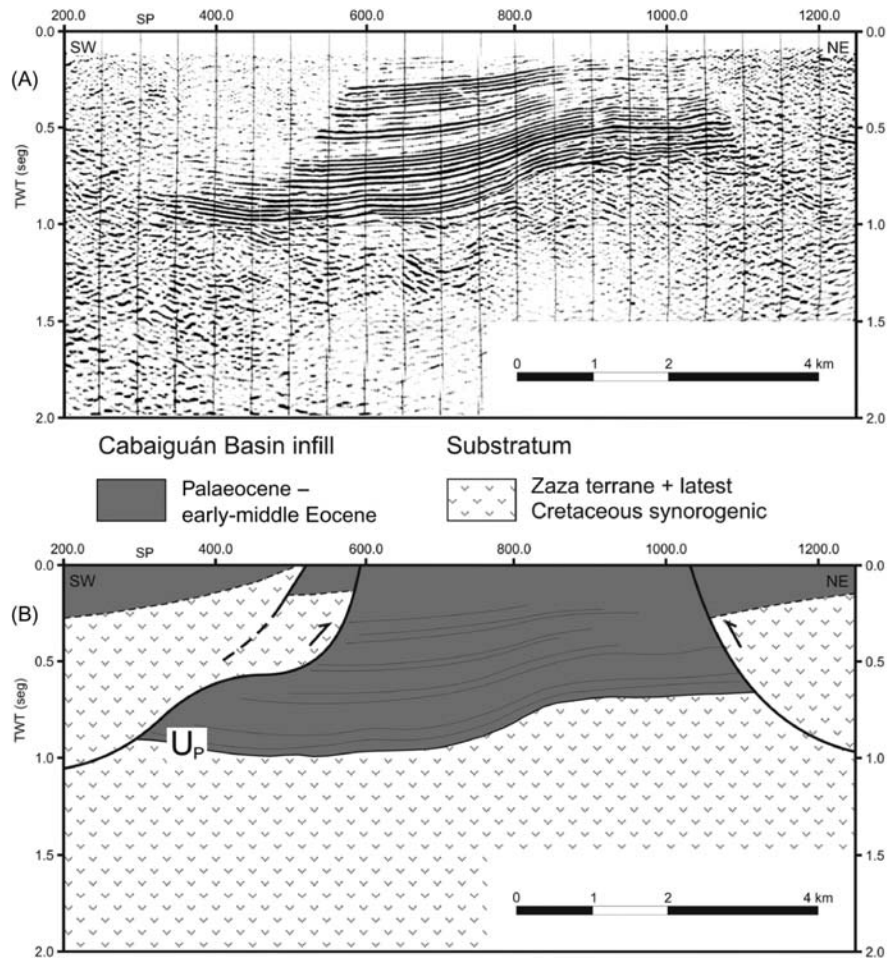 200.0 SP 400.0 600.0 800.0 1000.0 1200.0
0.0 SW NE 0.0
(A)
0.5 0.5
TWT (seg)
1.0 1.0
1.5 1.5
0 1 2 4 km
2.0 2.0
Cabaiguán Basin infill Substratum
Palaeocene – Zaza terrane + latest
early-middle Eocene Cretaceous synorogenic
200.0 SP 400.0 600.0 800.0 1000.0 1200.0
0.0 SW NE 0.0
(B)
0.5 0.5
TWT (seg)
UP
1.0 1.0
1.5 1.5
0 1 2 4 km
2.0 2.0